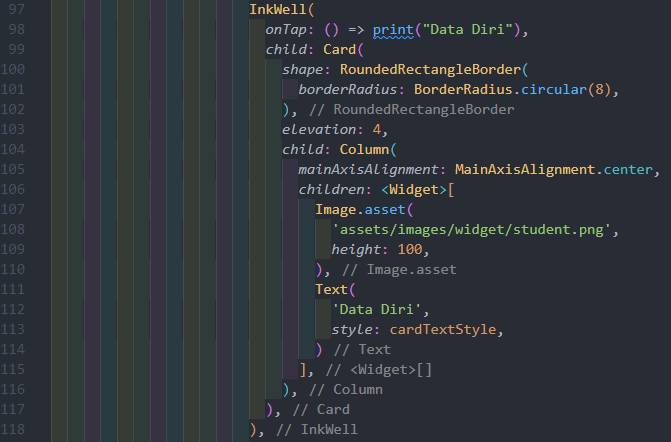 97 InkWell(
98 onTap: () => print("Data Diri"),
99 child: Card(
100 shape: RoundedRectangleBorder(
101 borderRadius: BorderRadius.circular(8),
102 ), // RoundedRectangleBorder
103 elevation: 4,
104 child: Column(
105 mainAxisAlignment: MainAxisAlignment.center,
106 children: <Widget>[
107 Image.asset(
108 'assets/images/widget/student.png',
109 height: 100,
110 ), // Image.asset
111 Text(
112 'Data Diri',
113 style: cardTextStyle,
114 ) // Text
115 ], // <Widget>[]
116 ), // Column
117 ), // Card
118 ), // InkWell